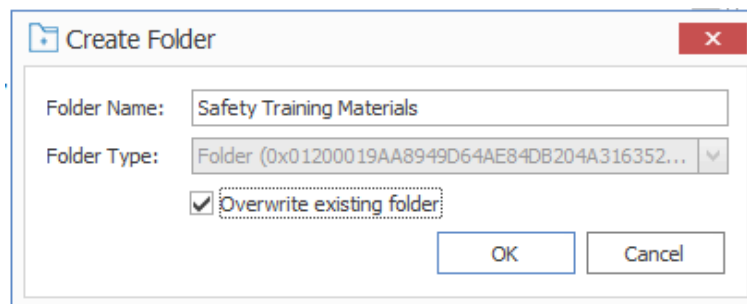 Create Folder
Folder Name: Safety Training Materials
Folder Type: Folder (0x01200019AA8949D64AE84DB204A316352...
Overwrite existing folder
OK Cancel